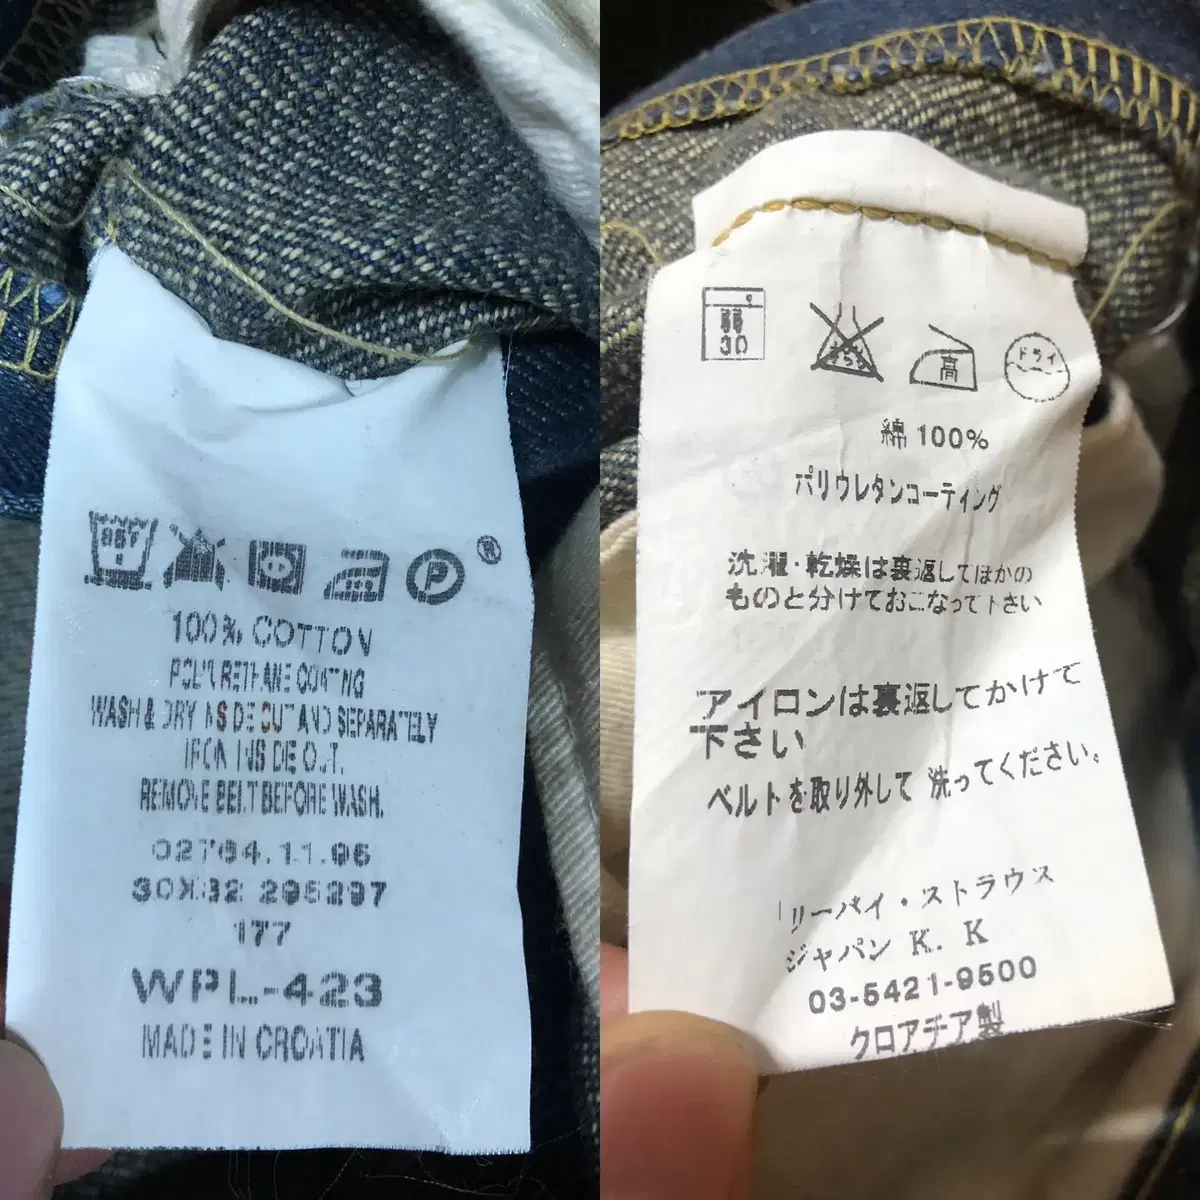 ®
P
100% COTTON
POLYURETHANE COATING
WASH & DRY INSIDE OUT AND SEPARATELY
IRON INSIDE OUT.
REMOVE BELT BEFORE WASH.
02764.11.96
30X32 295297
177
WPL-423
MADE IN CROATIA
弱
30
高
ドライ
綿 100%
パリウレタンコーティング
洗濯・乾燥は裏返してほかの
ものと分けておこなって下さい
アイロンは裏返してかけて
下さい
ベルトを取り外して 洗ってください。
リーバイ・ストラウス
ジャパン K. K
03-5421-9500
クロアチア製